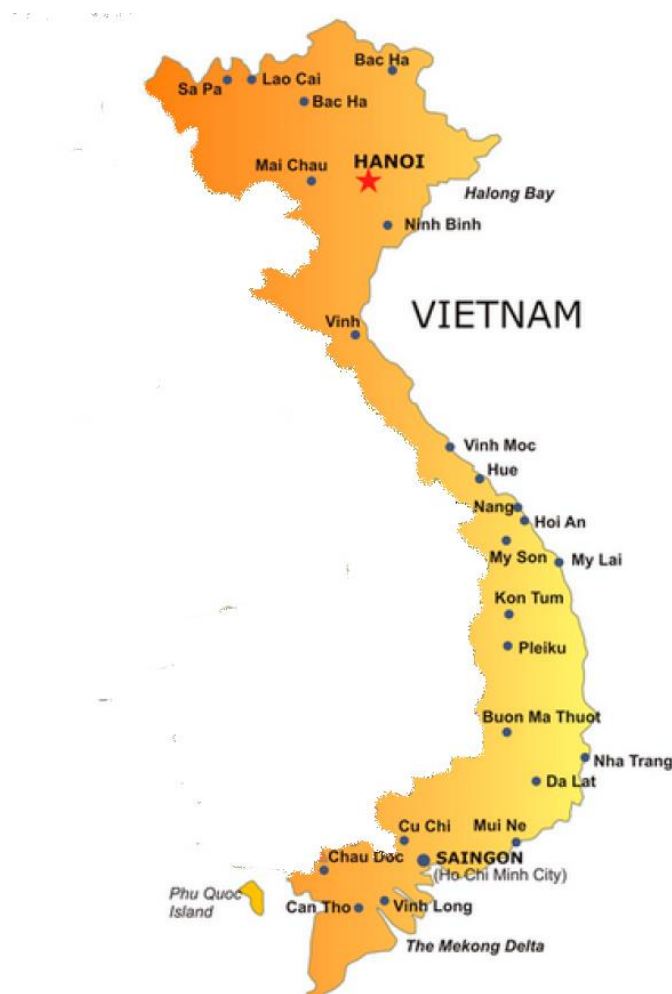 Bac Ha
Sa Pa
Lao Cai
Bac Ha
Mai Chau
HANOI
Halong Bay
Ninh Binh
VIETNAM
Vinh
Vinh Moc
Hue
Nang
Hoi An
My Son
My Lai
Kon Tum
Pleiku
Buon Ma Thuot
Nha Trang
Da Lat
Cu Chi
Mui Ne
Chau Doc
SAINGON
(Ho Chi Minh City)
Phu Quoc
Island
Can Tho
Vinh Long
The Mekong Delta